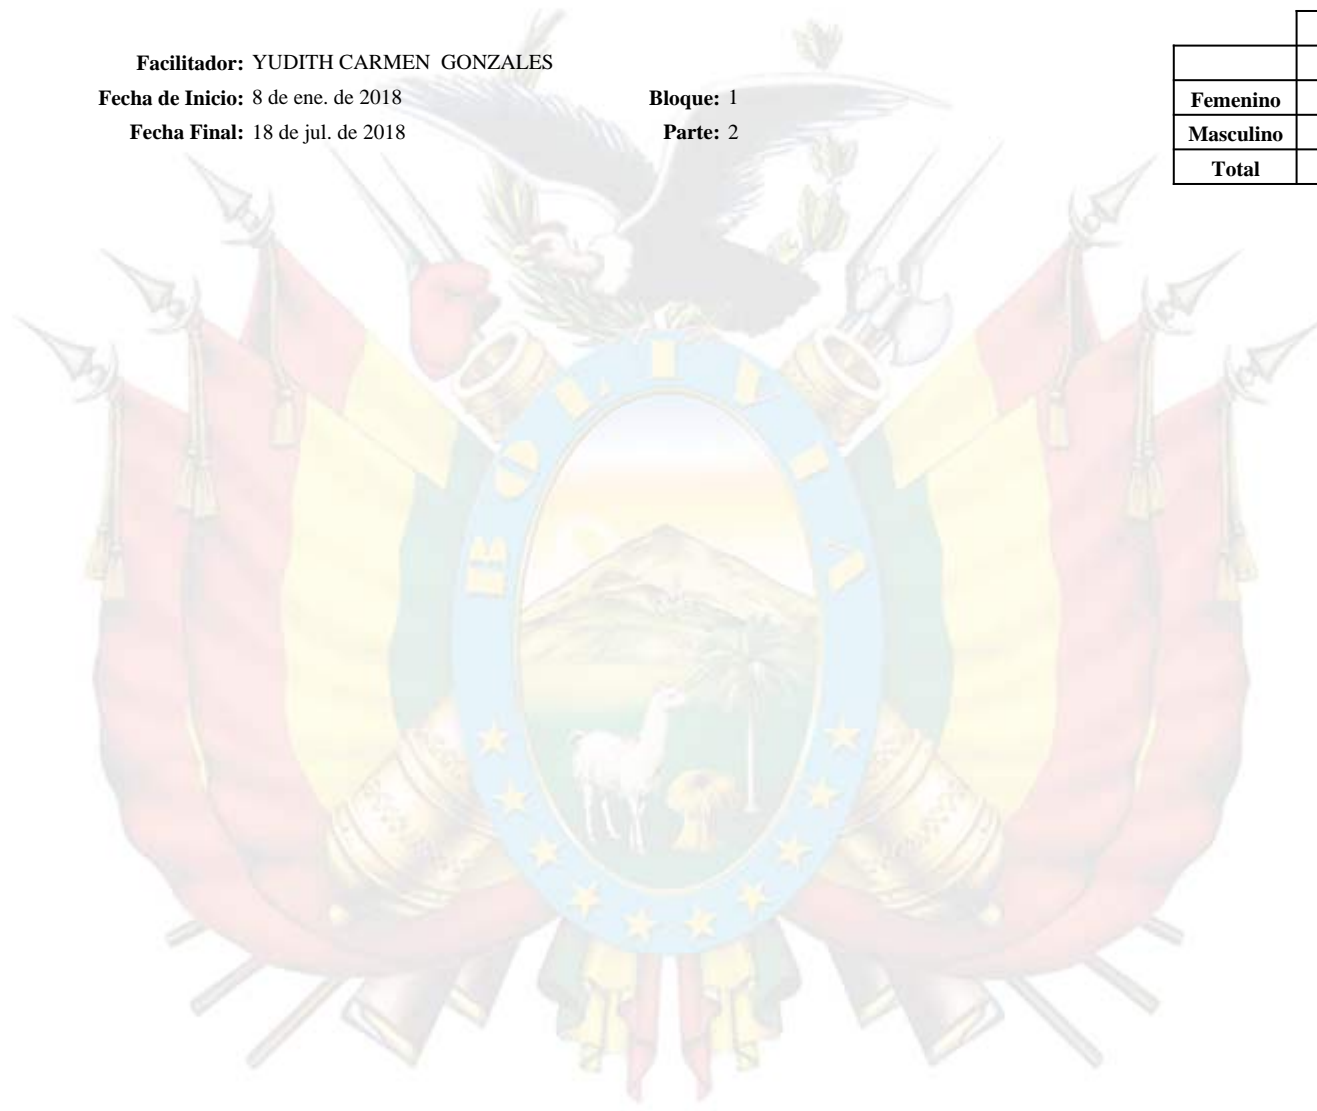 Facilitador: YUDITH CARMEN GONZALES
Fecha de Inicio: 8 de ene. de 2018 Bloque: 1
Fecha Final: 18 de jul. de 2018 Parte: 2
Femenino
Masculino
Total
BOLIVIA